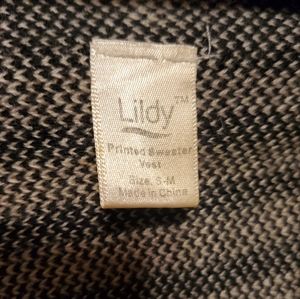 Lildy™
Printed Sweater
Vest
Size: S-M
Made in China